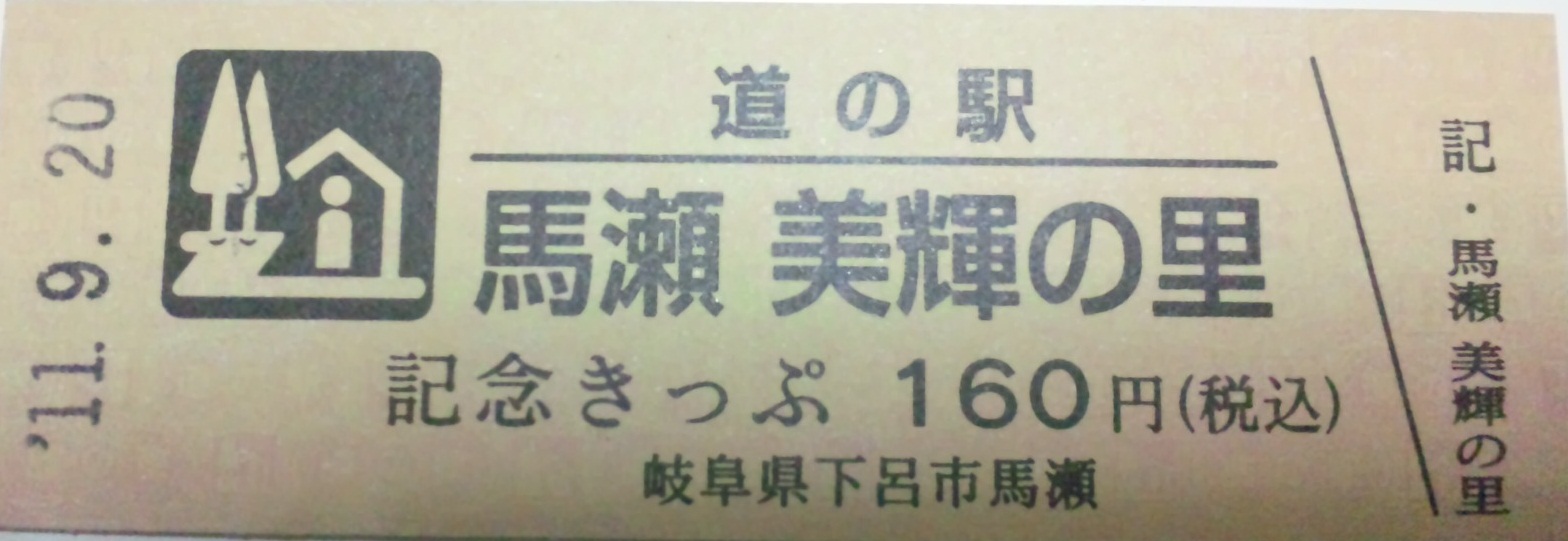 '11.9.20
道の駅
馬瀬 美輝の里
記念きっぷ 160円(税込)
岐阜県下呂市馬瀬
記・馬瀬 美輝の里